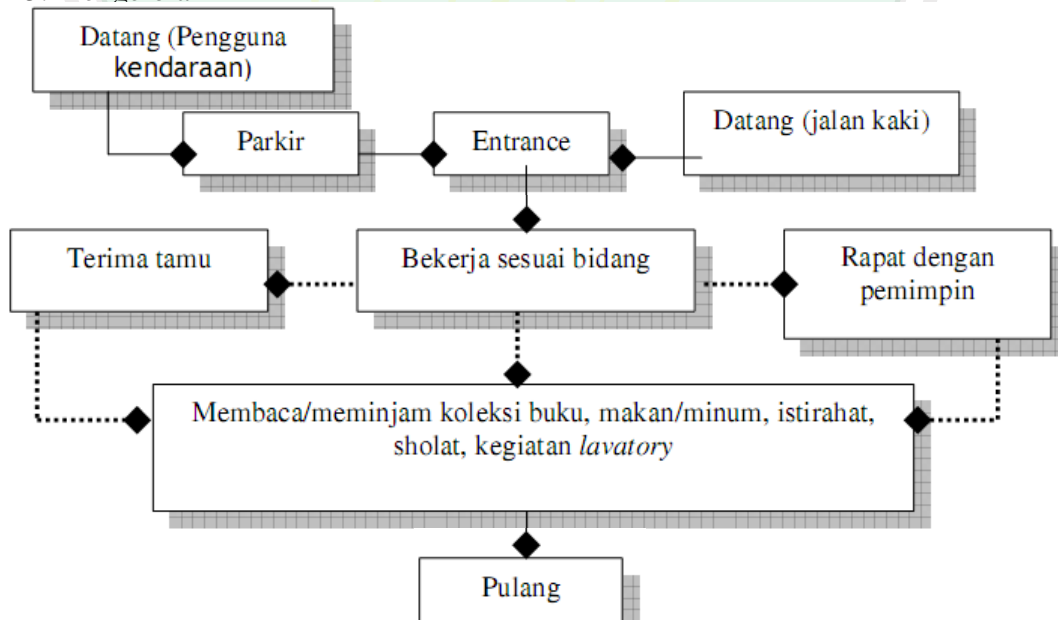 Datang (Pengguna
kendaraan)
Parkir
Entrance
Datang (jalan kaki)
Terima tamu
Bekerja sesuai bidang
Rapat dengan
pemimpin
Membaca/meminjam koleksi buku, makan/minum, istirahat,
sholat, kegiatan lavatory
Pulang